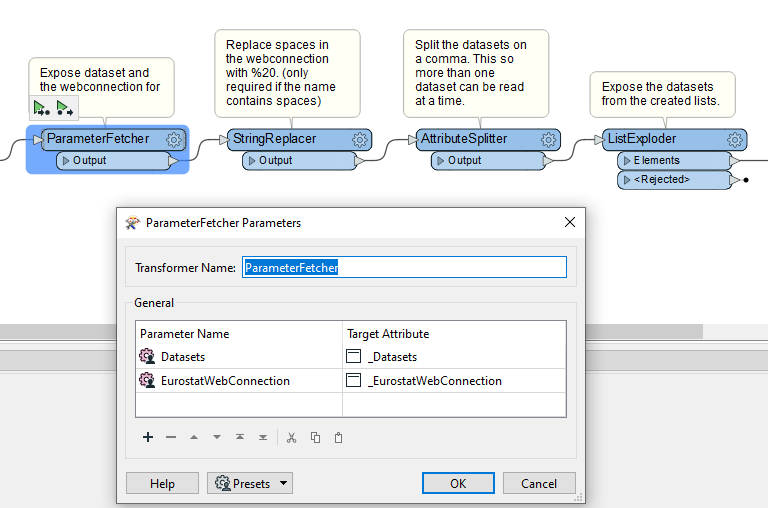 Expose dataset and
the webconnection for
Replace spaces in
the webconnection
with %20. (only
required if the name
contains spaces)
Split the datasets on
a comma. This so
more than one
dataset can be read
at a time.
Expose the datasets
from the created lists.
ParameterFetcher
Output
StringReplacer
Output
AttributeSplitter
Output
ListExploder
Elements
<Rejected>
ParameterFetcher Parameters
Transformer Name: ParameterFetcher
General
Parameter Name Target Attribute
Datasets _Datasets
EurostatWebConnection _EurostatWebConnection
Help Presets OK Cancel